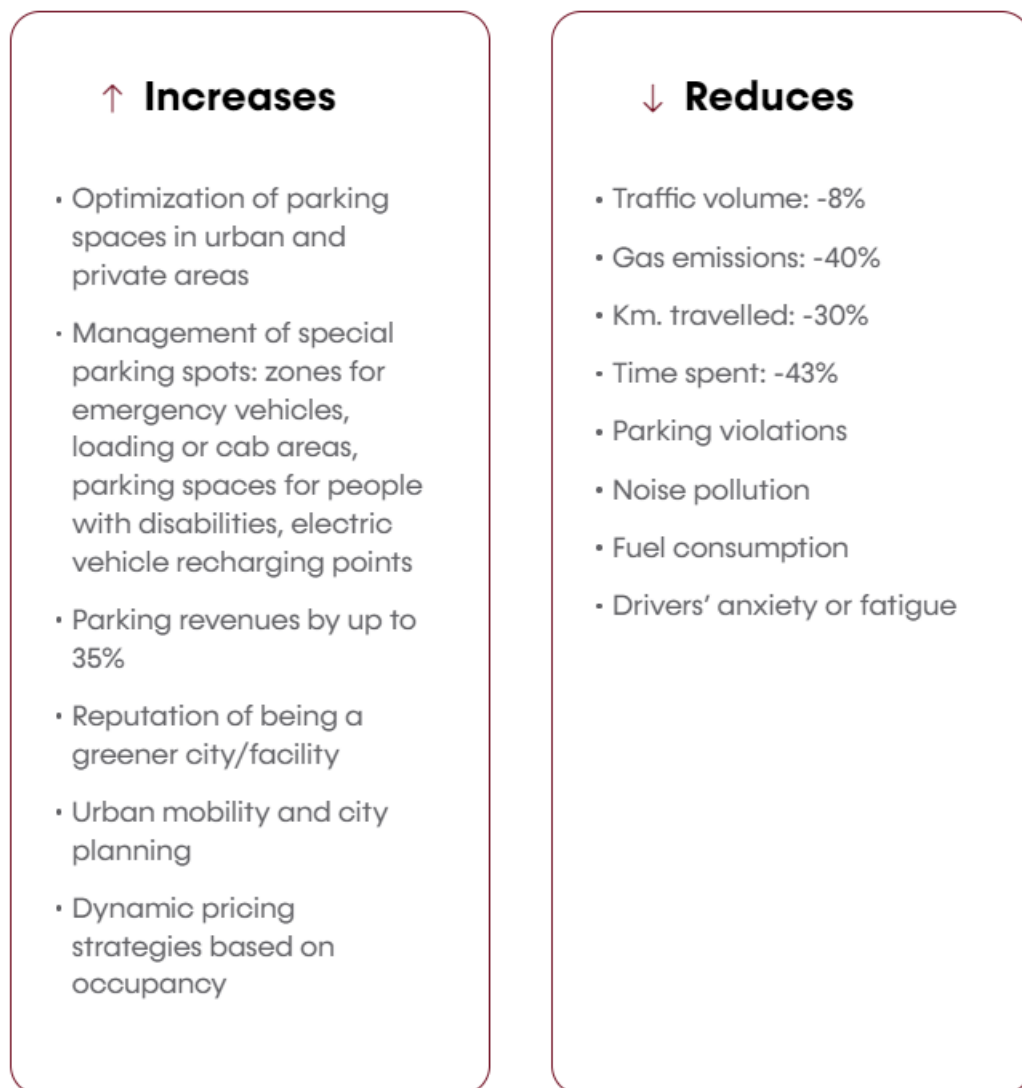 ↑ Increases
• Optimization of parking
spaces in urban and
private areas
• Management of special
parking spots: zones for
emergency vehicles,
loading or cab areas,
parking spaces for people
with disabilities, electric
vehicle recharging points
• Parking revenues by up to
35%
• Reputation of being a
greener city/facility
• Urban mobility and city
planning
• Dynamic pricing
strategies based on
occupancy
↓ Reduces
• Traffic volume: -8%
• Gas emissions: -40%
• Km. travelled: -30%
• Time spent: -43%
• Parking violations
• Noise pollution
• Fuel consumption
• Drivers’ anxiety or fatigue